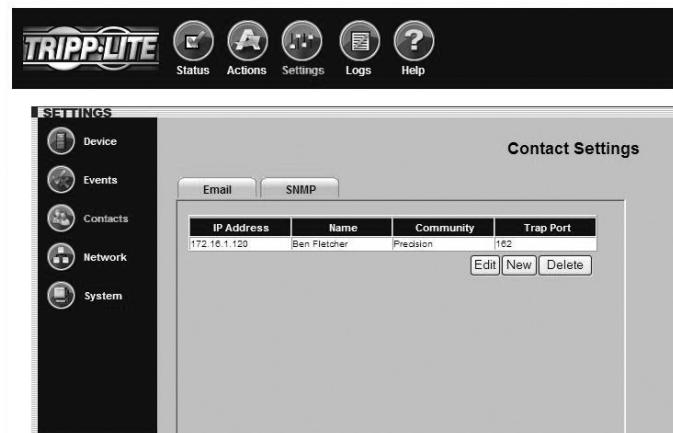 TRIPP·LITE
Status Actions Settings Logs Help
SETTINGS
Device
Events
Contacts
Network
System
Contact Settings
Email SNMP
IP Address Name Community Trap Port
172.16.1.120 Ben Fletcher Precision 162
Edit New Delete